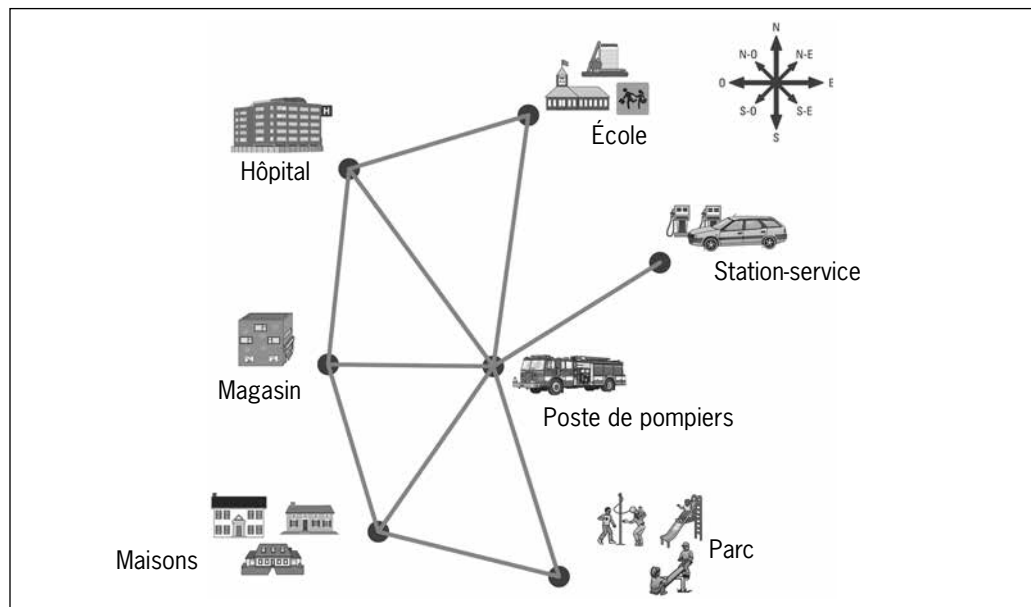 N
N-O
N-E
O
E
S-O
S-E
S
École
H
Hôpital
Station-service
Magasin
Poste de pompiers
Parc
Maisons